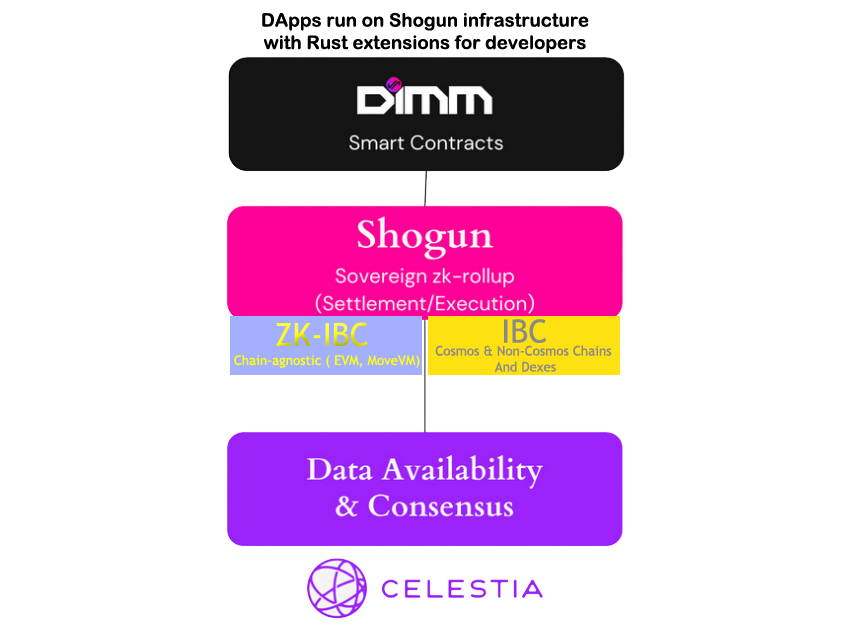 DApps run on Shogun infrastructure
with Rust extensions for developers
DiMM
Smart Contracts
Shogun
Sovereign zk-rollup
(Settlement/Execution)
ZK-IBC
Chain-agnostic ( EVM, MoveVM)
IBC
Cosmos & Non-Cosmos Chains
And Dexes
Data Availability
& Consensus
CELESTIA